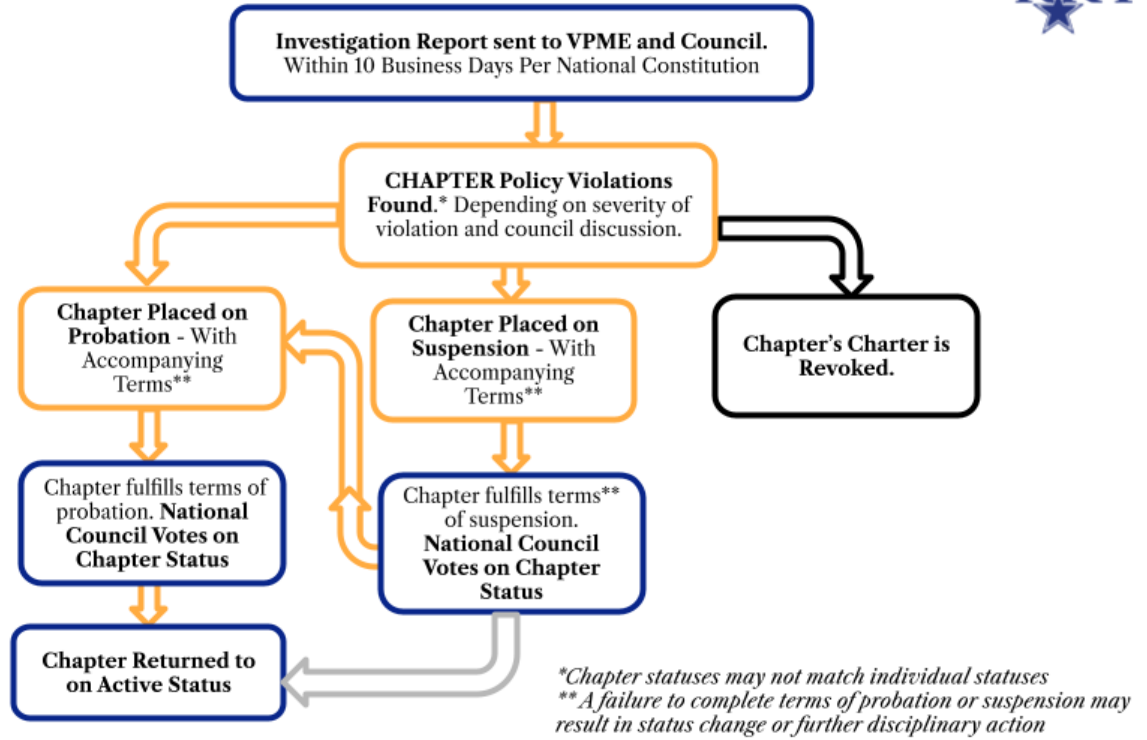 Investigation Report sent to VPME and Council.
Within 10 Business Days Per National Constitution
CHAPTER Policy Violations
Found.* Depending on severity of
violation and council discussion.
Chapter Placed on
Probation - With
Accompanying
Terms**
Chapter Placed on
Suspension - With
Accompanying
Terms**
Chapter's Charter is
Revoked.
Chapter fulfills terms of
probation. National
Council Votes on
Chapter Status
Chapter fulfills terms**
of suspension.
National Council
Votes on Chapter
Status
Chapter Returned to
on Active Status
*Chapter statuses may not match individual statuses
** A failure to complete terms of probation or suspension may
result in status change or further disciplinary action